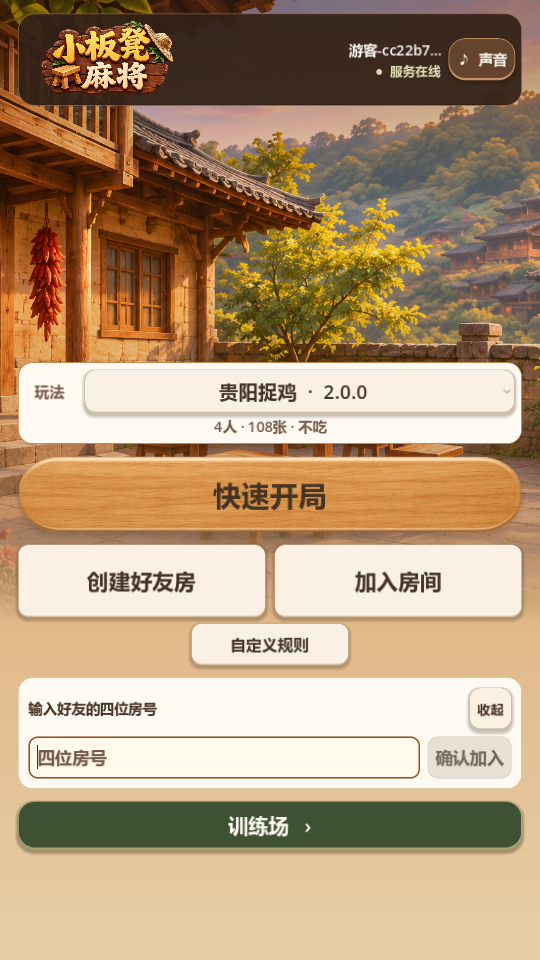 小板凳
麻将
游客-cc22b7...
服务在线
♪ 声音
玩法
贵阳捉鸡 · 2.0.0
4人 · 108张 · 不吃
快速开局
创建好友房
加入房间
自定义规则
输入好友的四位房号
收起
四位房号
确认加入
训练场 ›